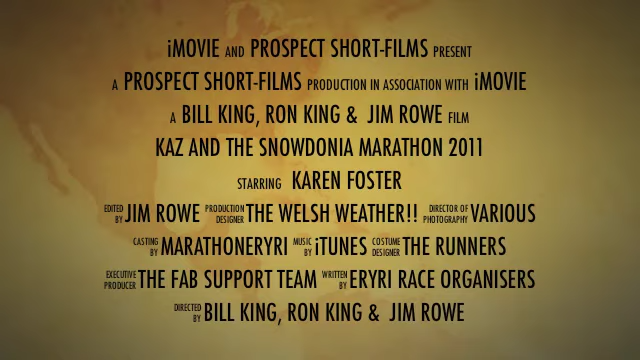 iMOVIE AND PROSPECT SHORT-FILMS PRESENT
A PROSPECT SHORT-FILMS PRODUCTION IN ASSOCIATION WITH iMOVIE
A BILL KING, RON KING & JIM ROWE FILM
KAZ AND THE SNOWDONIA MARATHON 2011
STARRING KAREN FOSTER
EDITED BY JIM ROWE PRODUCTION DESIGNER THE WELSH WEATHER!! DIRECTOR OF PHOTOGRAPHY VARIOUS
CASTING BY MARATHONERYRI MUSIC BY iTUNES COSTUME DESIGNER THE RUNNERS
EXECUTIVE PRODUCER THE FAB SUPPORT TEAM WRITTEN BY ERYRI RACE ORGANISERS
DIRECTED BY BILL KING, RON KING & JIM ROWE